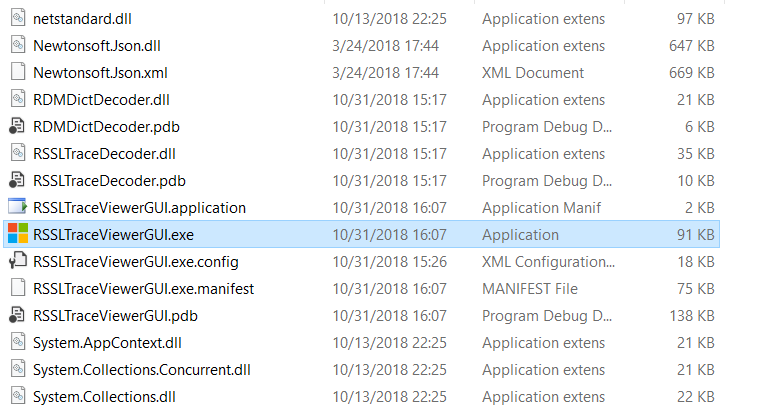 netstandard.dll 10/13/2018 22:25 Application extens 97 KB
Newtonsoft.Json.dll 3/24/2018 17:44 Application extens 647 KB
Newtonsoft.Json.xml 3/24/2018 17:44 XML Document 669 KB
RDMDictDecoder.dll 10/31/2018 15:17 Application extens 21 KB
RDMDictDecoder.pdb 10/31/2018 15:17 Program Debug D... 6 KB
RSSLTraceDecoder.dll 10/31/2018 15:17 Application extens 35 KB
RSSLTraceDecoder.pdb 10/31/2018 15:17 Program Debug D... 10 KB
RSSLTraceViewerGUI.application 10/31/2018 16:07 Application Manif 2 KB
RSSLTraceViewerGUI.exe 10/31/2018 16:07 Application 91 KB
RSSLTraceViewerGUI.exe.config 10/31/2018 15:26 XML Configuration... 18 KB
RSSLTraceViewerGUI.exe.manifest 10/31/2018 16:07 MANIFEST File 75 KB
RSSLTraceViewerGUI.pdb 10/31/2018 16:07 Program Debug D... 138 KB
System.AppContext.dll 10/13/2018 22:25 Application extens 21 KB
System.Collections.Concurrent.dll 10/13/2018 22:25 Application extens 21 KB
System.Collections.dll 10/13/2018 22:25 Application extens 22 KB